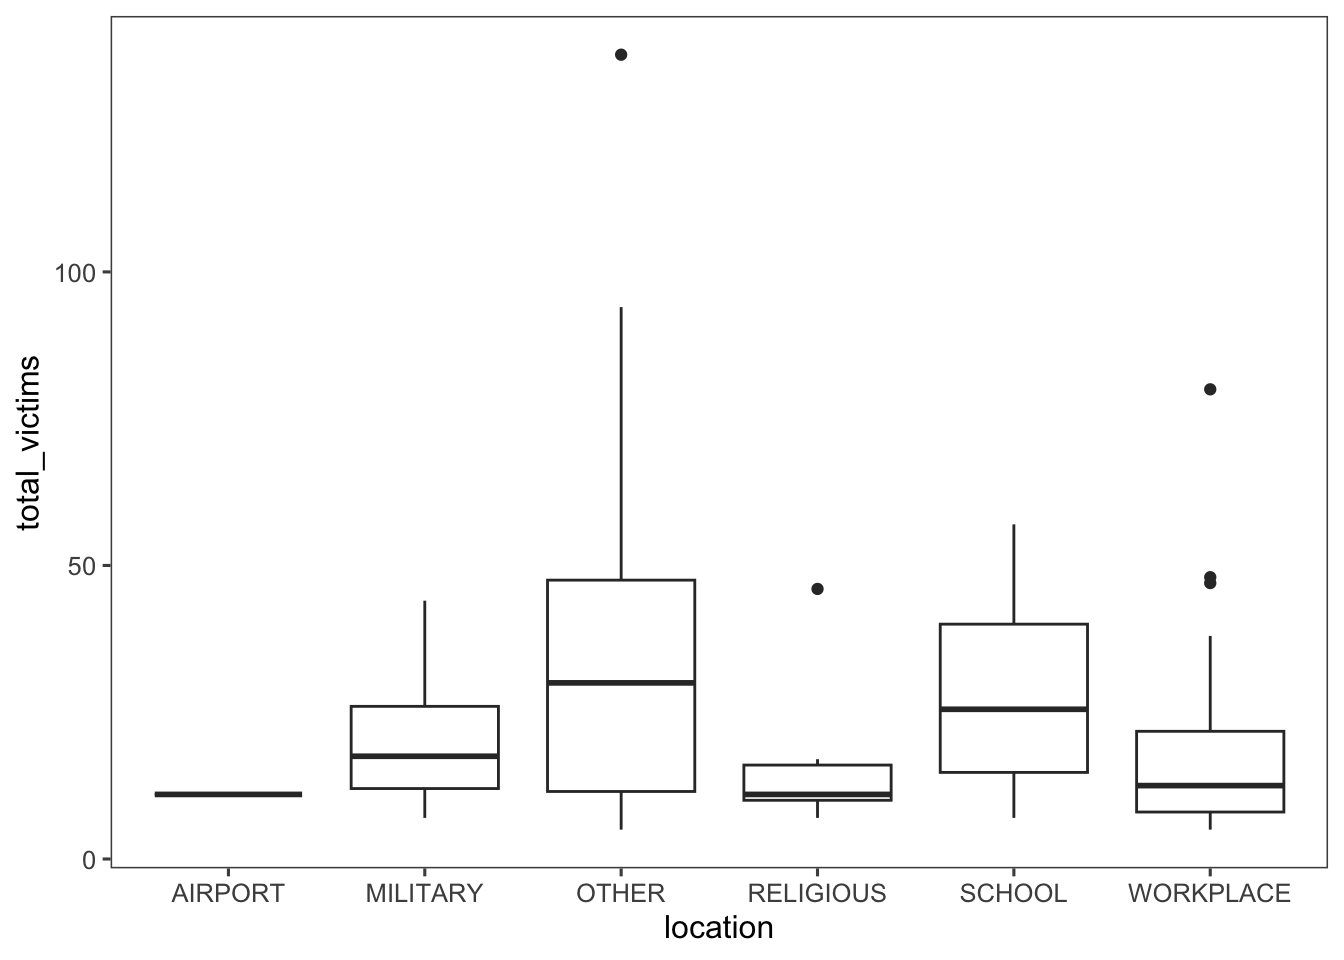 total_victims
100
50
0
AIRPORT MILITARY OTHER RELIGIOUS SCHOOL WORKPLACE
location